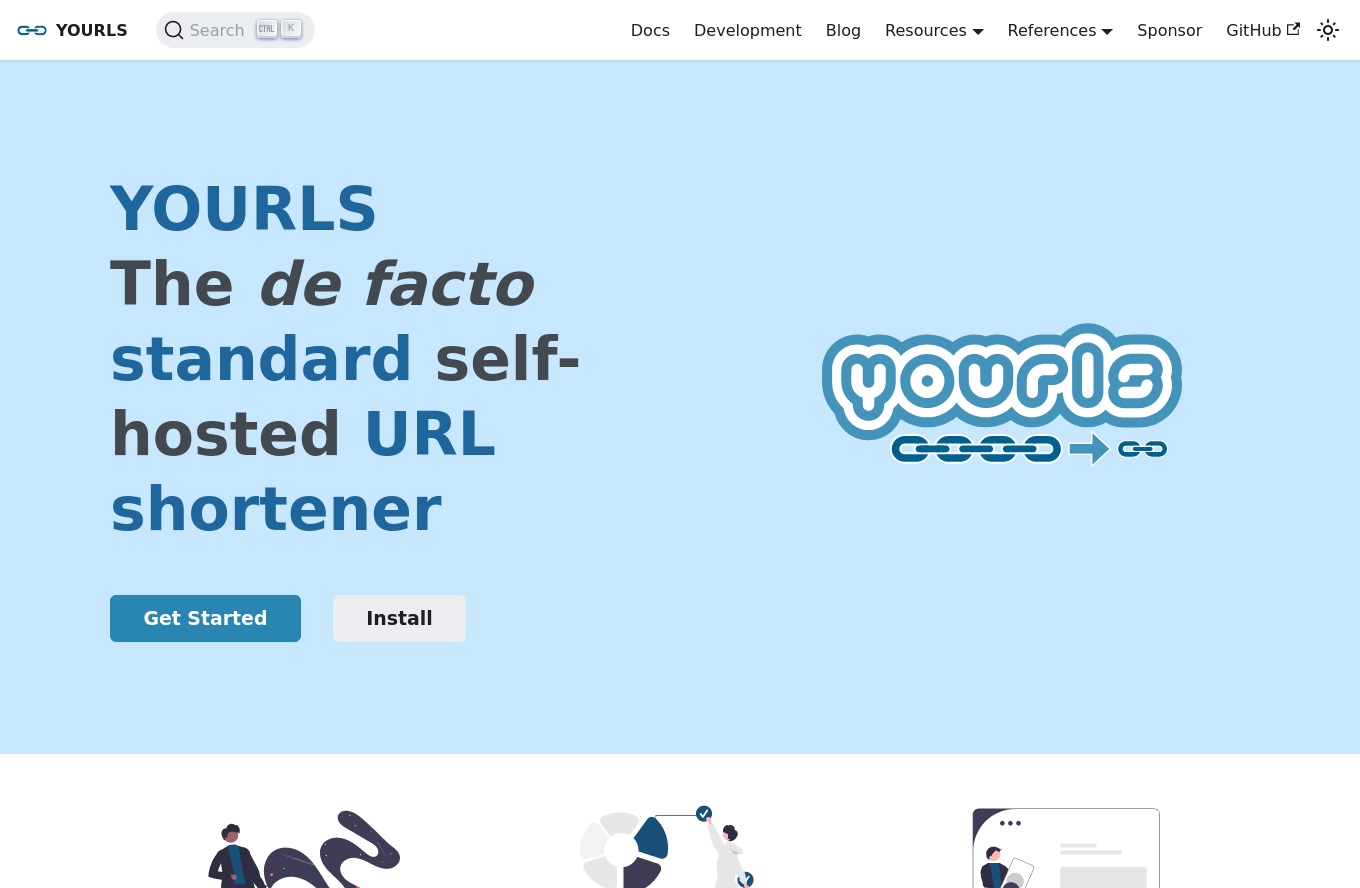 YOURLS
Search CTRL K
Docs Development Blog Resources References Sponsor GitHub
YOURLS
The de facto
standard self-
hosted URL
shortener
yourls
Get Started Install